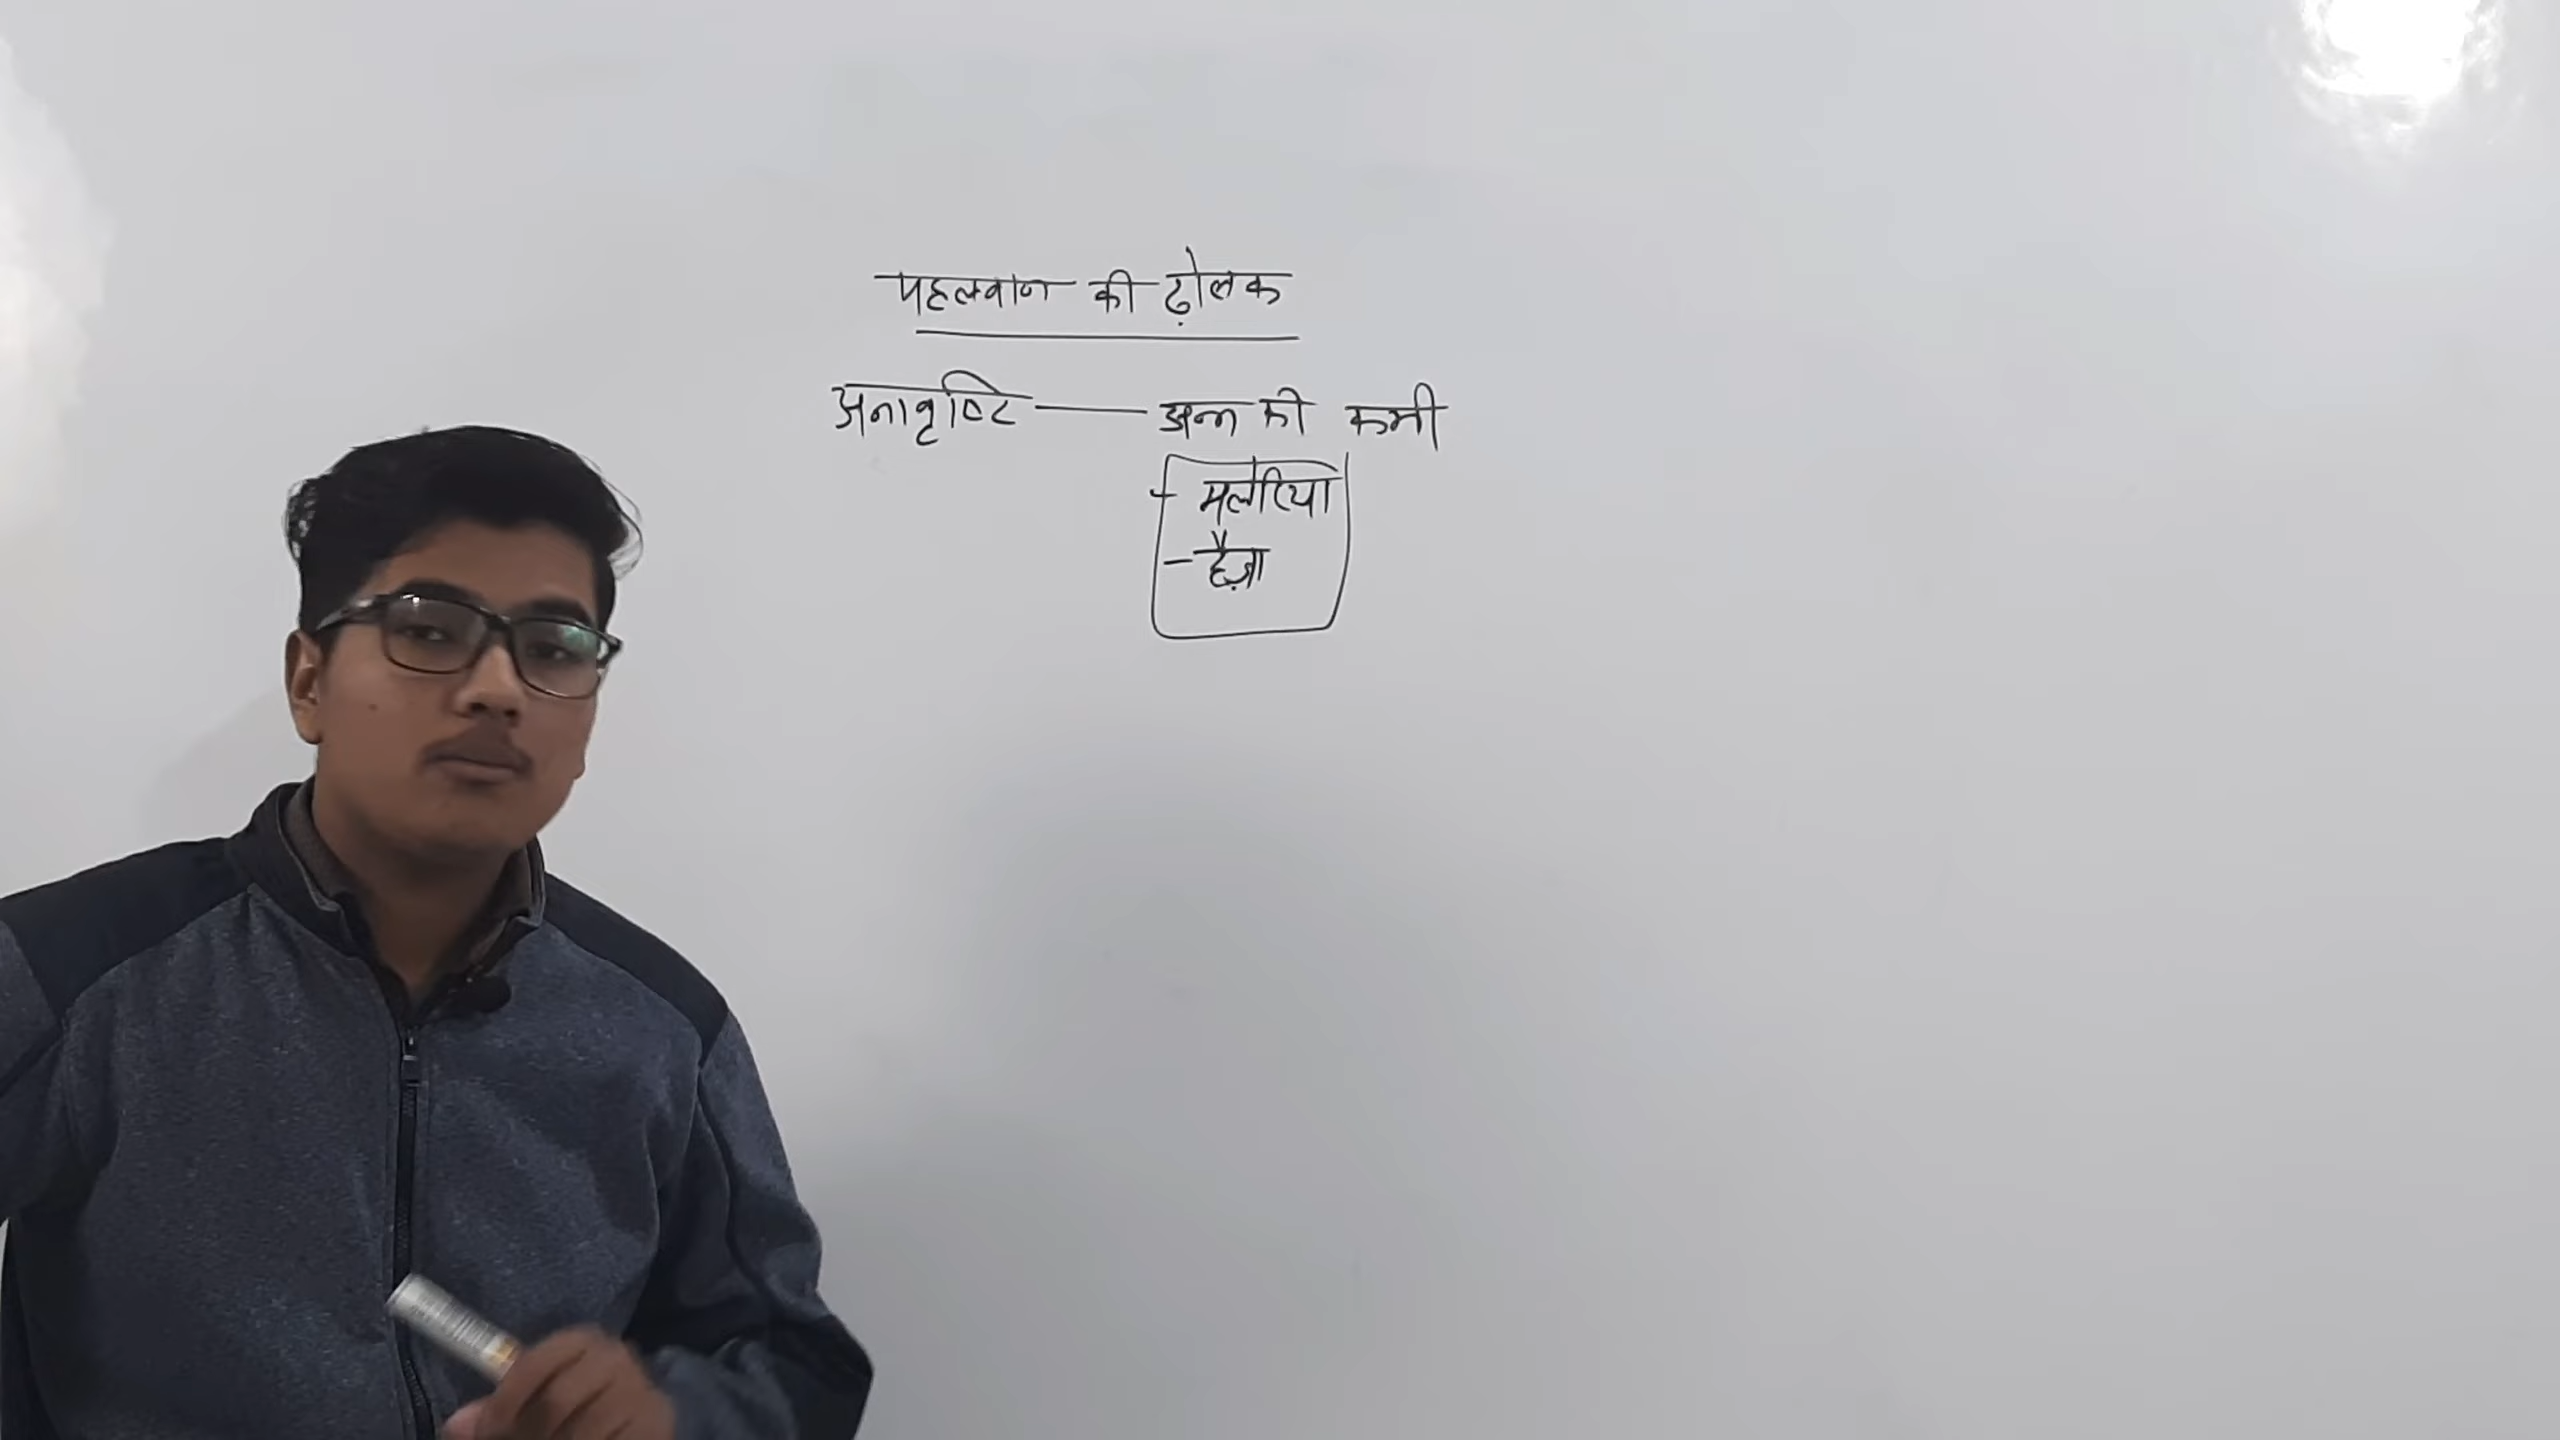 पहलवान की ढ़ोलक
अनावृष्टि — अन्न की कमी
- मलेरिया
- हैज़ा